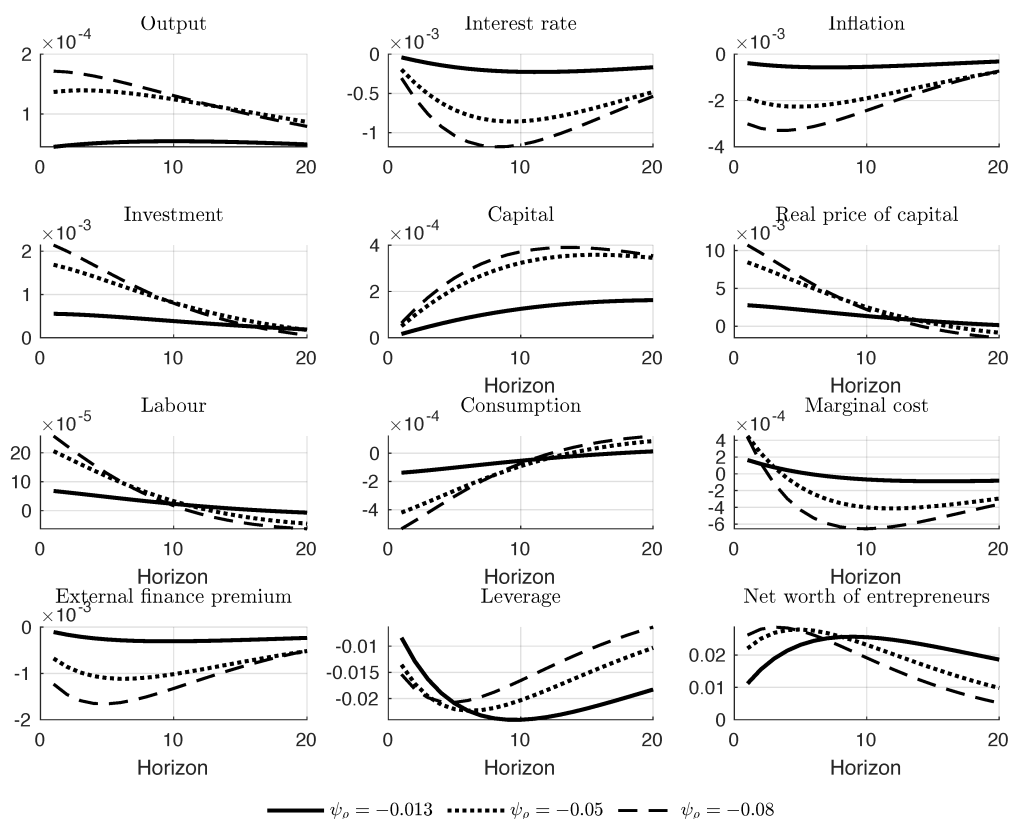 Output Interest rate Inflation
×10⁻⁴ ×10⁻³ ×10⁻³
2 0 0
1 -0.5 -2
-1 -4
0 10 20 0 10 20 0 10 20
Investment Capital Real price of capital
×10⁻³ ×10⁻⁴ ×10⁻³
2 4 10
1 2 5
0 0 0
0 10 20 0 10 20 0 10 20
Horizon
Labour Consumption Marginal cost
×10⁻⁵ ×10⁻⁴ ×10⁻⁴
20 0 4
10 -2 2
0 -4 0
-2
-4
-6
0 10 20 0 10 20 0 10 20
Horizon Horizon
External finance premium Leverage Net worth of entrepreneurs
×10⁻³
0 -0.01 0.02
-1 -0.015 0.01
-2 -0.02 0
0 10 20 0 10 20 0 10 20
Horizon Horizon Horizon
ψρ = −0.013 ψρ = −0.05 ψρ = −0.08